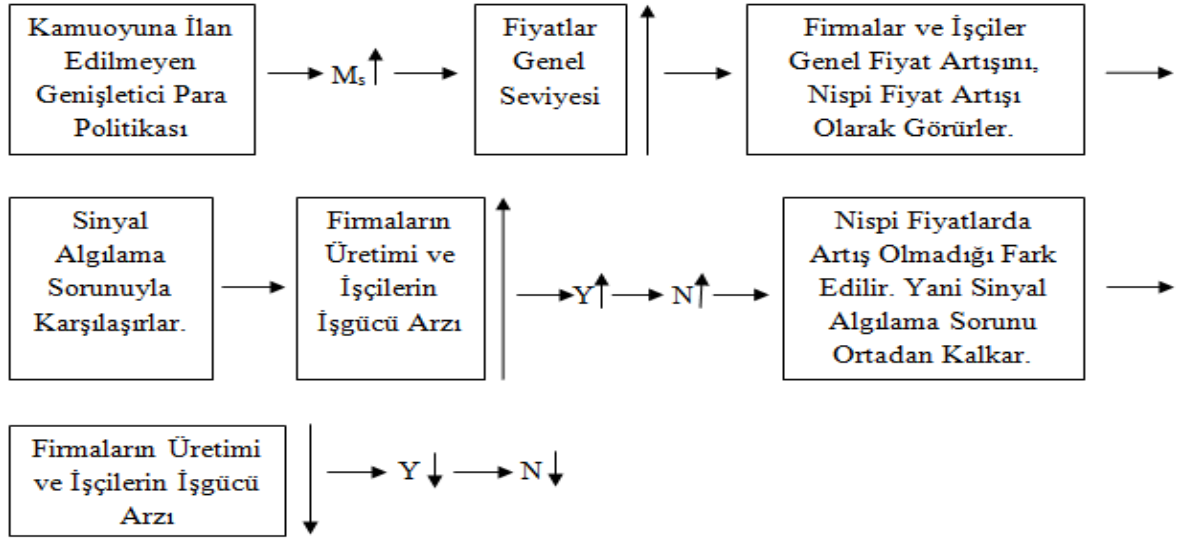 Kamuoyuna İlan
Edilmeyen
Genişletici Para
Politikası
Ms
Fiyatlar
Genel
Seviyesi
Firmalar ve İşçiler
Genel Fiyat Artışını,
Nispi Fiyat Artışı
Olarak Görürler.
Sinyal
Algılama
Sorunuyla
Karşılaşırlar.
Firmaların
Üretimi ve
İşçilerin
İşgücü Arzı
Y
N
Nispi Fiyatlarda
Artış Olmadığı Fark
Edilir. Yani Sinyal
Algılama Sorunu
Ortadan Kalkar.
Firmaların Üretimi
ve İşçilerin İşgücü
Arzı
Y
N